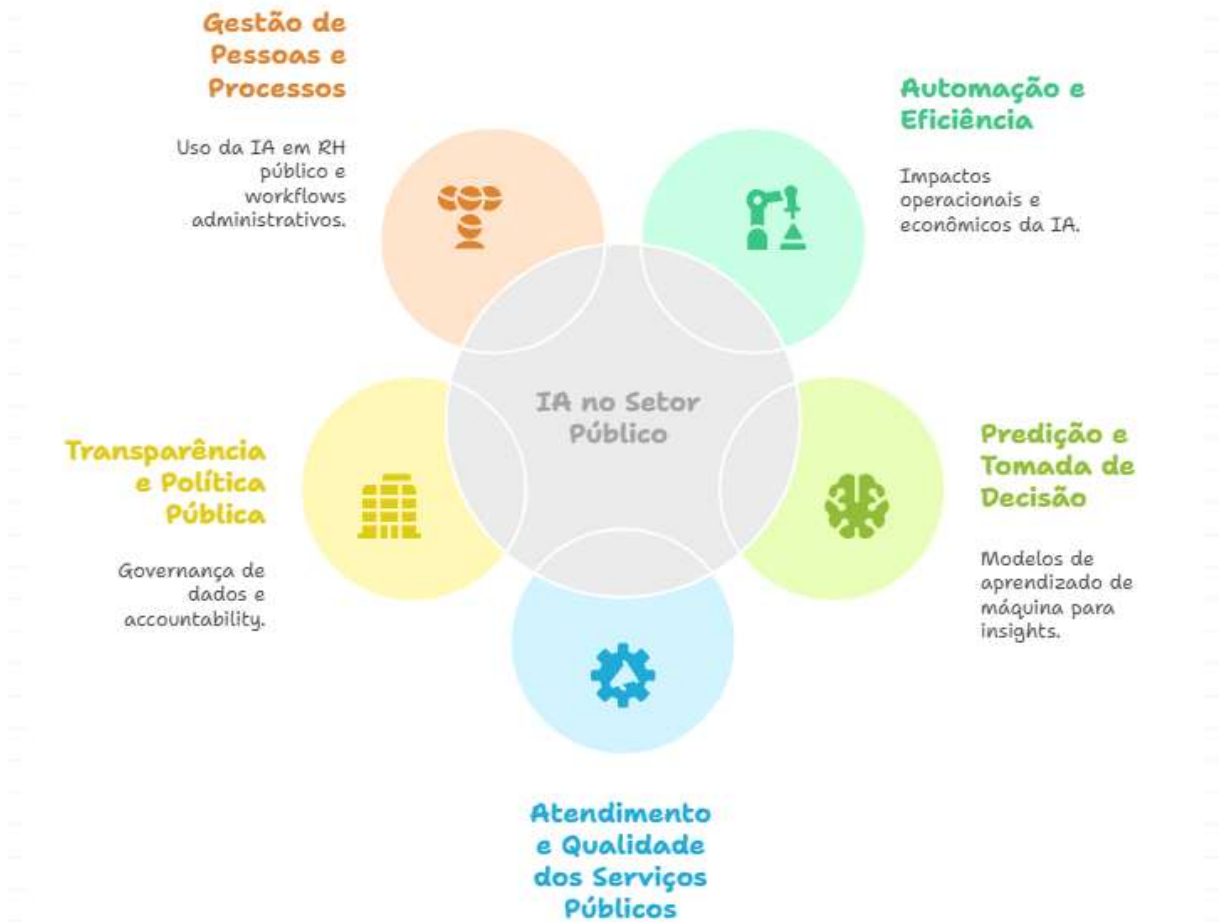 Gestão de
Pessoas e
Processos
Uso da IA em RH
público e
workflows
administrativos.
Automação e
Eficiência
Impactos
operacionais e
econômicos da IA.
IA no Setor
Público
Transparência
e Política
Pública
Governança de
dados e
accountability.
Predição e
Tomada de
Decisão
Modelos de
aprendizado de
máquina para
insights.
Atendimento
e Qualidade
dos Serviços
Públicos